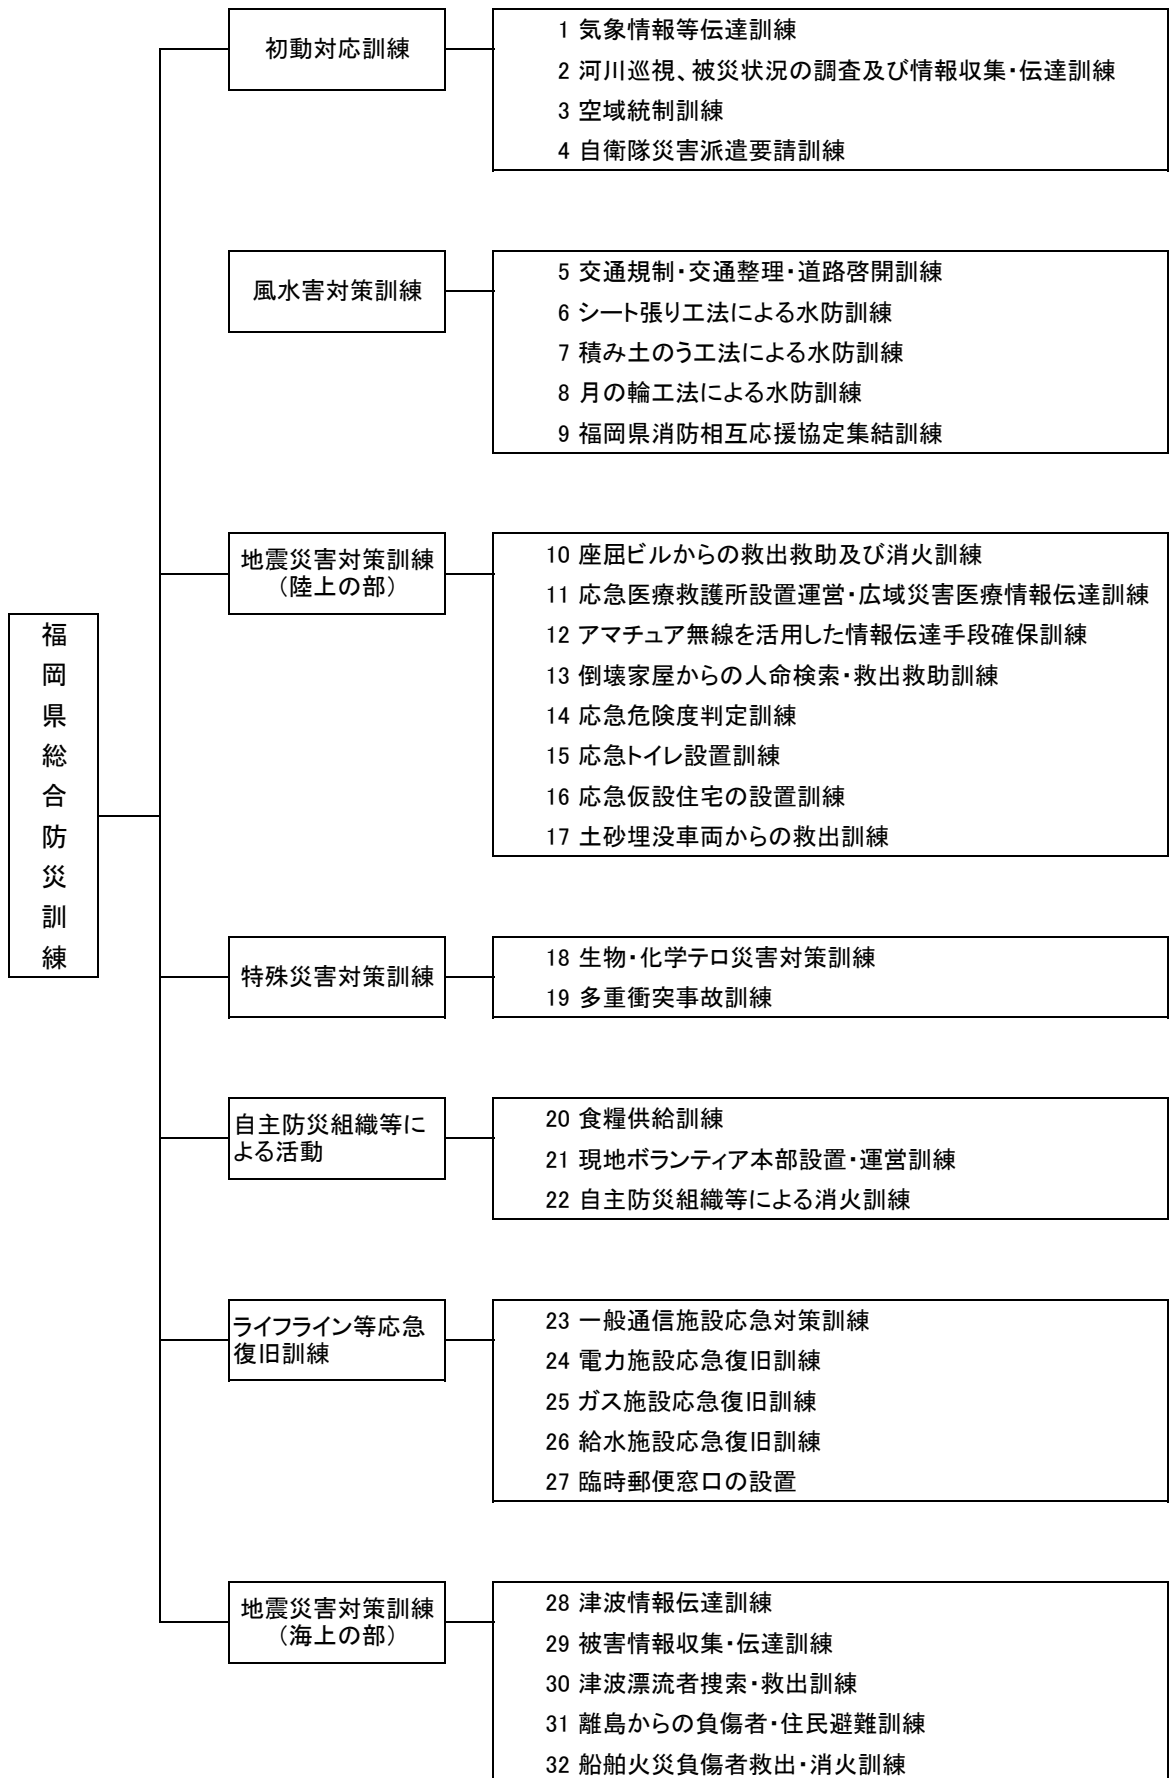 福岡県総合防災訓練
初動対応訓練
1 気象情報等伝達訓練
2 河川巡視、被災状況の調査及び情報収集・伝達訓練
3 空域統制訓練
4 自衛隊災害派遣要請訓練
風水害対策訓練
5 交通規制・交通整理・道路啓開訓練
6 シート張り工法による水防訓練
7 積み土のう工法による水防訓練
8 月の輪工法による水防訓練
9 福岡県消防相互応援協定集結訓練
地震災害対策訓練
（陸上の部）
10 座屈ビルからの救出救助及び消火訓練
11 応急医療救護所設置運営・広域災害医療情報伝達訓練
12 アマチュア無線を活用した情報伝達手段確保訓練
13 倒壊家屋からの人命検索・救出救助訓練
14 応急危険度判定訓練
15 応急トイレ設置訓練
16 応急仮設住宅の設置訓練
17 土砂埋没車両からの救出訓練
特殊災害対策訓練
18 生物・化学テロ災害対策訓練
19 多重衝突事故訓練
自主防災組織等に
よる活動
20 食糧供給訓練
21 現地ボランティア本部設置・運営訓練
22 自主防災組織等による消火訓練
ライフライン等応急
復旧訓練
23 一般通信施設応急対策訓練
24 電力施設応急復旧訓練
25 ガス施設応急復旧訓練
26 給水施設応急復旧訓練
27 臨時郵便窓口の設置
地震災害対策訓練
（海上の部）
28 津波情報伝達訓練
29 被害情報収集・伝達訓練
30 津波漂流者捜索・救出訓練
31 離島からの負傷者・住民避難訓練
32 船舶火災負傷者救出・消火訓練